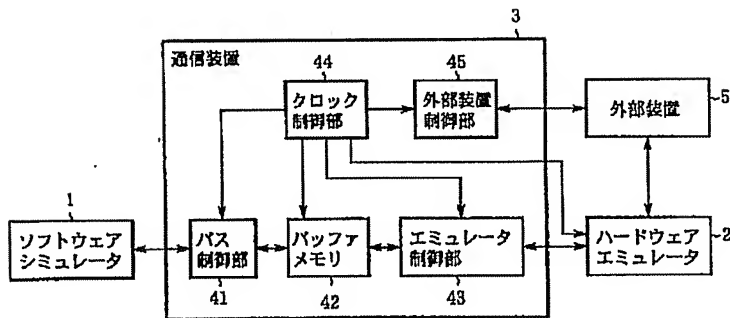 3
通信装置
44
クロック
制御部
45
外部装置
制御部
5
外部装置
1
ソフトウェア
シミュレータ
バス
制御部
41
バッファ
メモリ
42
エミュレータ
制御部
43
ハードウェア
エミュレータ
2